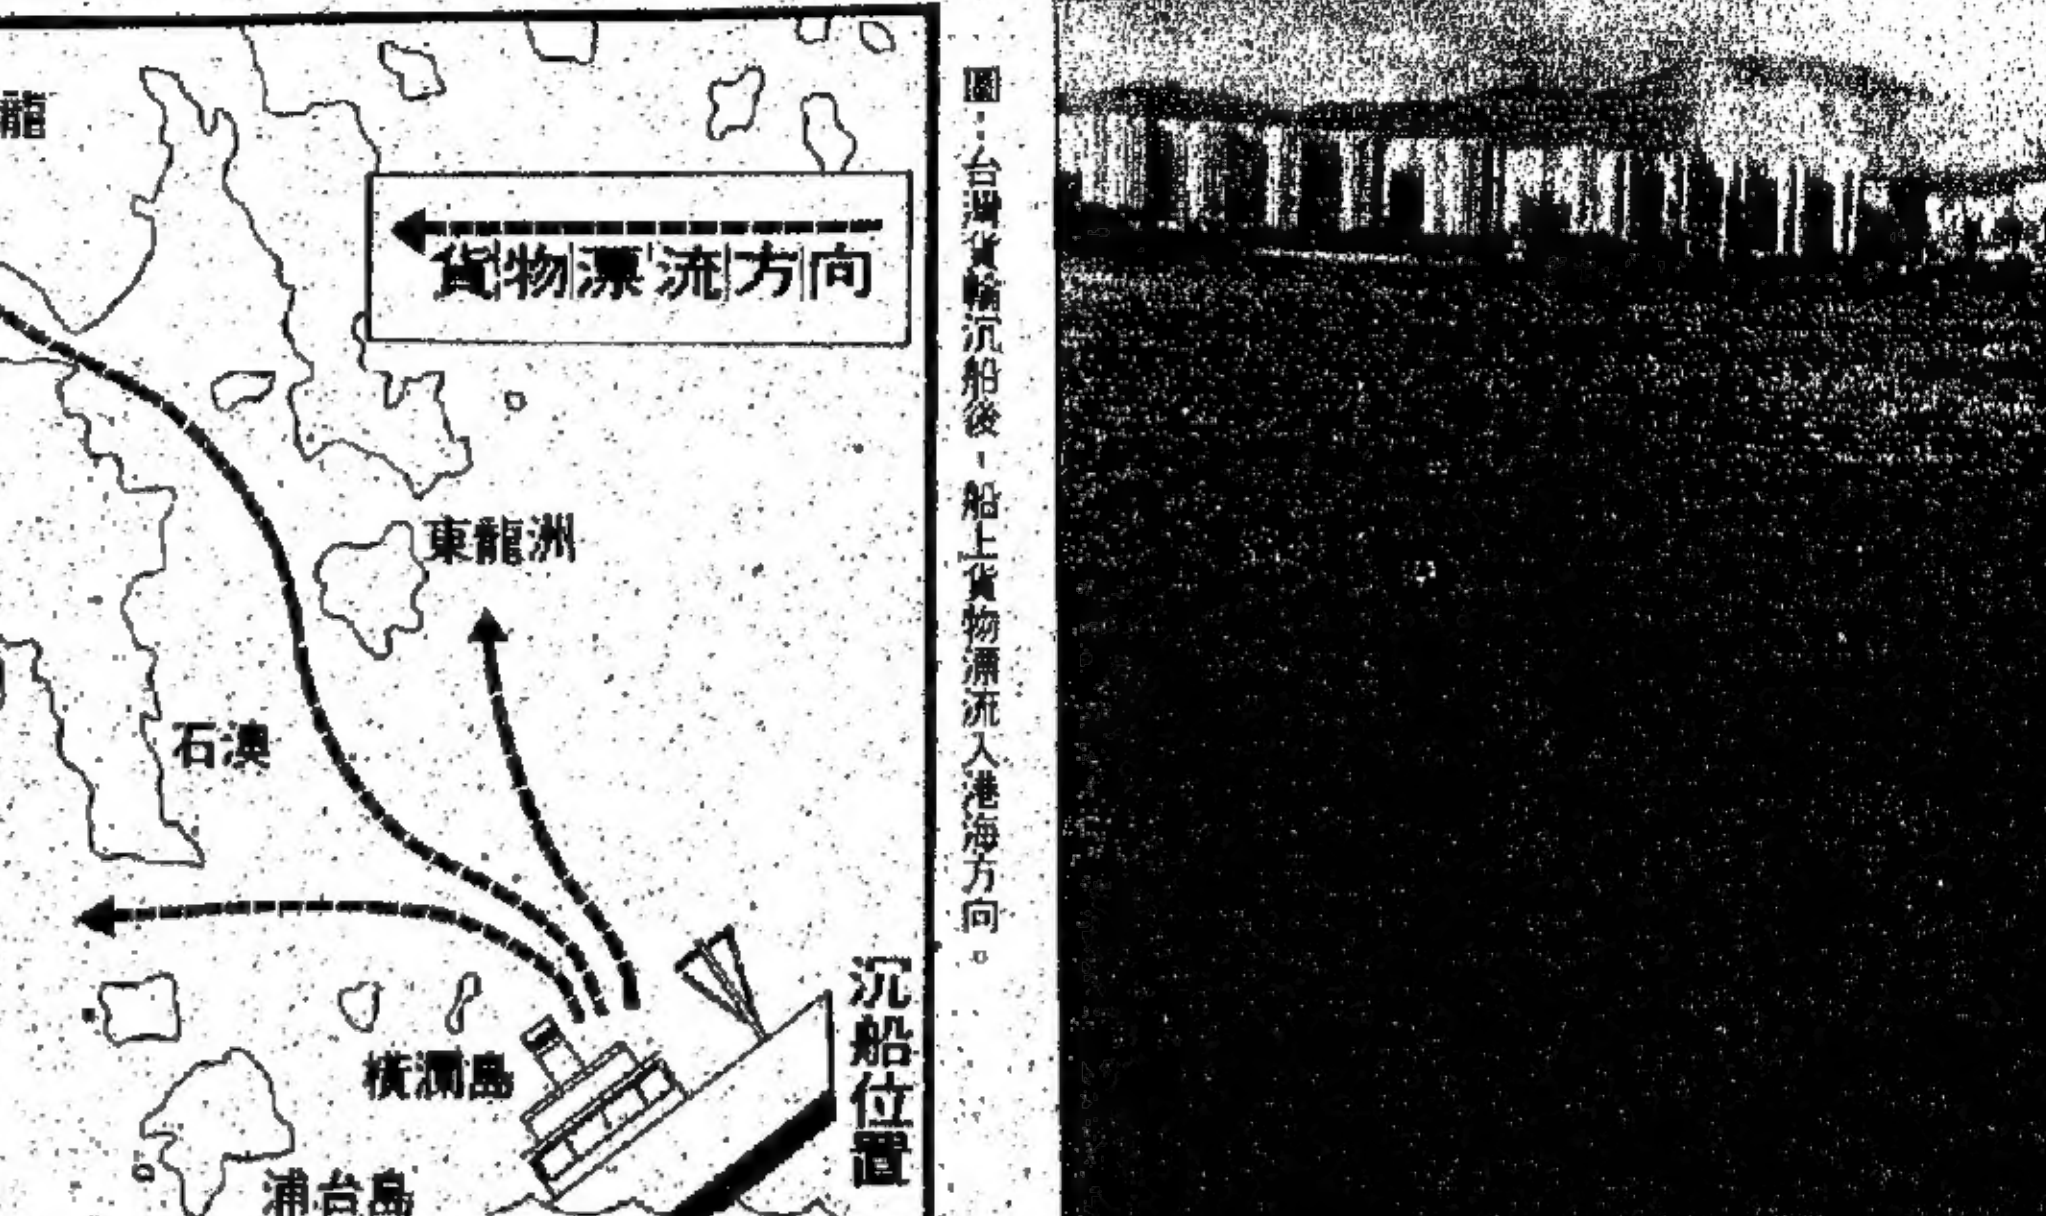 龍
貨物漂流方向
東龍洲
石澳
橫瀾島
浦台島
沉船位置
圖：台灣貨輪沉船後，船上貨物漂流入港海方向。